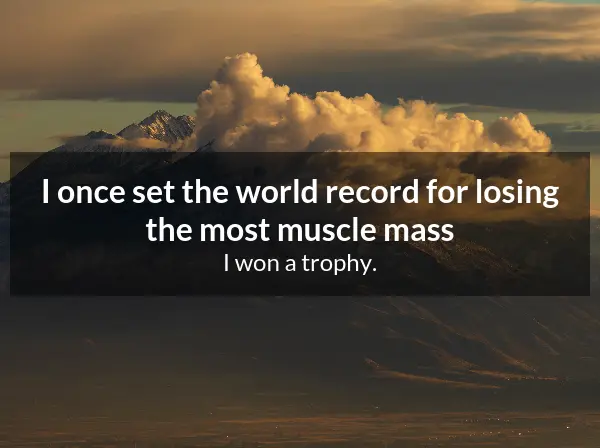 I once set the world record for losing
the most muscle mass
I won a trophy.